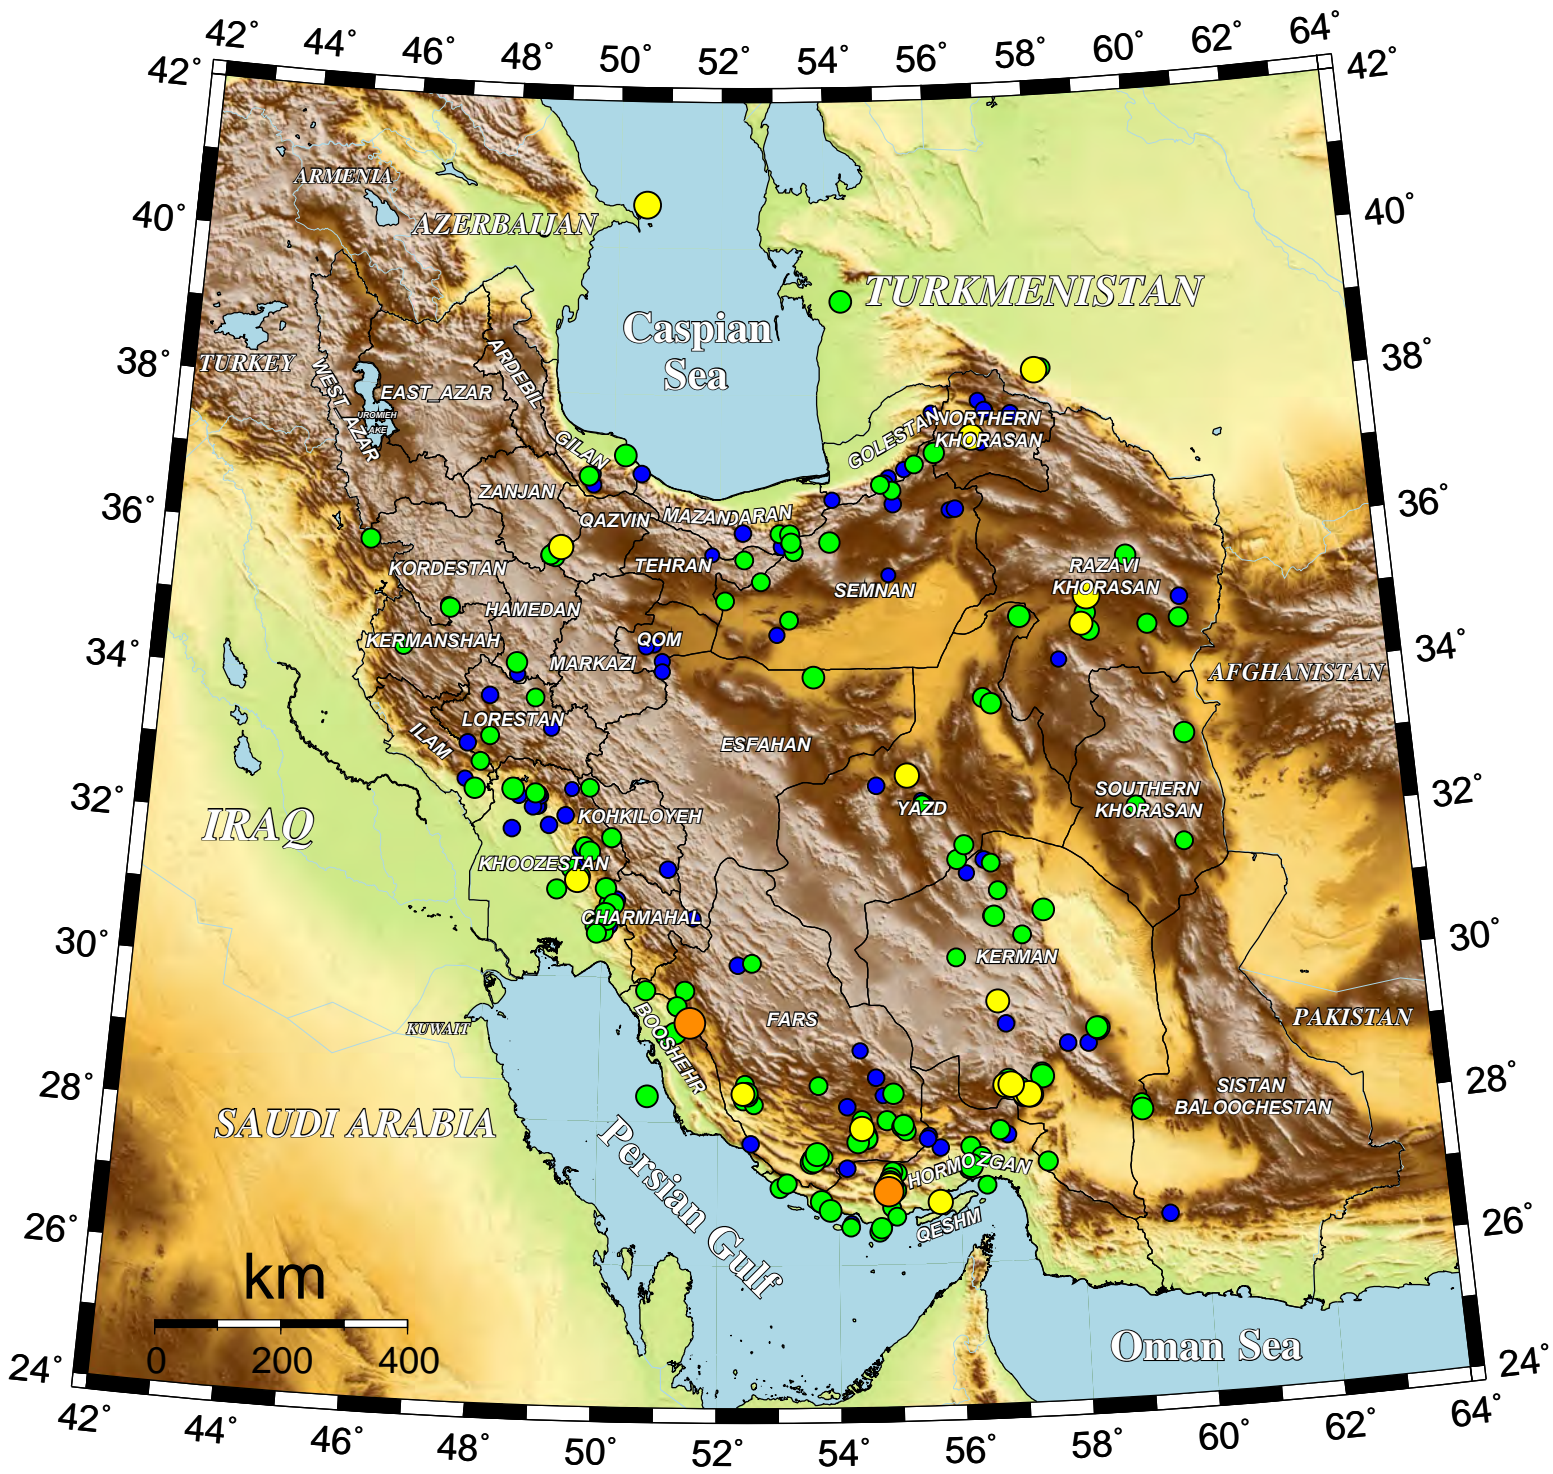 42° 44° 46° 48° 50° 52° 54° 56° 58° 60° 62° 64°
42° 42°
ARMENIA
40° AZERBAIJAN 40°
TURKMENISTAN
Caspian
Sea
38° TURKEY 38°
WEST_AZAR
EAST_AZAR
ARDEBIL
UROMIEH
AKE
GILAN
GOLESTAN
NORTHERN
KHORASAN
36° ZANJAN 36°
QAZVIN MAZANDARAN
KORDESTAN TEHRAN RAZAVI
KHORASAN
SEMNAN
HAMEDAN
34° KERMANSHAH QOM 34°
MARKAZI
AFGHANISTAN
LORESTAN
ILAM ESFAHAN
32° SOUTHERN 32°
KHORASAN
IRAQ KOHKILOYEH YAZD
KHOOZESTAN
CHARMAHAL
30° KERMAN 30°
KUWAIT BOOSHEHR FARS PAKISTAN
28° SISTAN 28°
BALOOCHESTAN
SAUDI ARABIA
Persian Gulf
HORMOZGAN
QESHM
26° 26°
km
0 200 400
Oman Sea
24° 24°
42° 44° 46° 48° 50° 52° 54° 56° 58° 60° 62° 64°